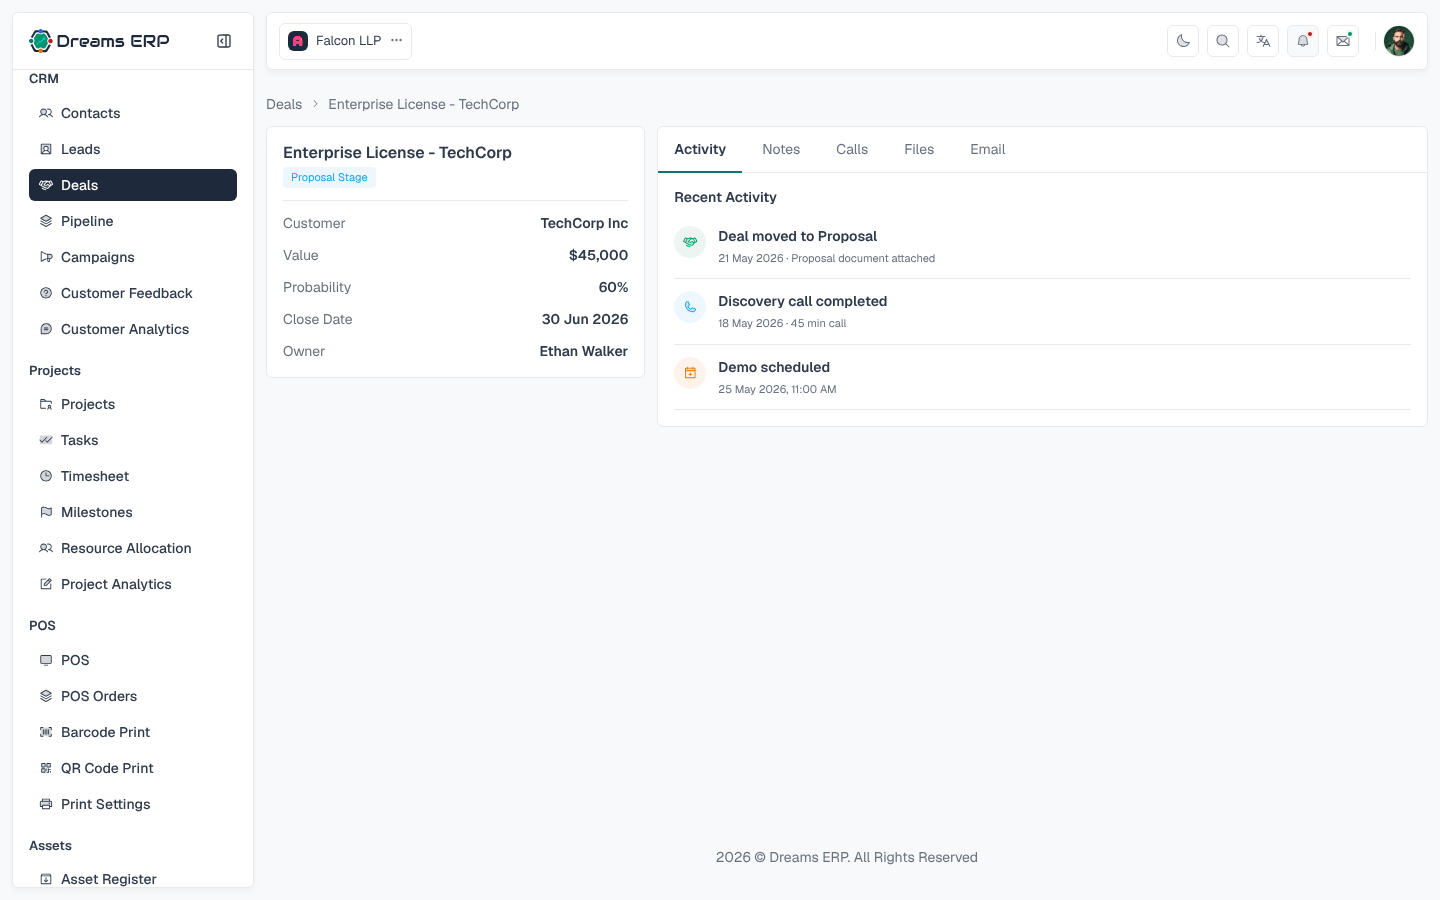 Dreams ERP
CRM
Contacts
Leads
Deals
Pipeline
Campaigns
Customer Feedback
Customer Analytics
Projects
Projects
Tasks
Timesheet
Milestones
Resource Allocation
Project Analytics
POS
POS
POS Orders
Barcode Print
QR Code Print
Print Settings
Assets
Asset Register
Falcon LLP
Deals
Enterprise License - TechCorp
Enterprise License - TechCorp
Proposal Stage
Customer TechCorp Inc
Value $45,000
Probability 60%
Close Date 30 Jun 2026
Owner Ethan Walker
Activity Notes Calls Files Email
Recent Activity
Deal moved to Proposal
21 May 2026 · Proposal document attached
Discovery call completed
18 May 2026 · 45 min call
Demo scheduled
25 May 2026, 11:00 AM
2026 © Dreams ERP. All Rights Reserved